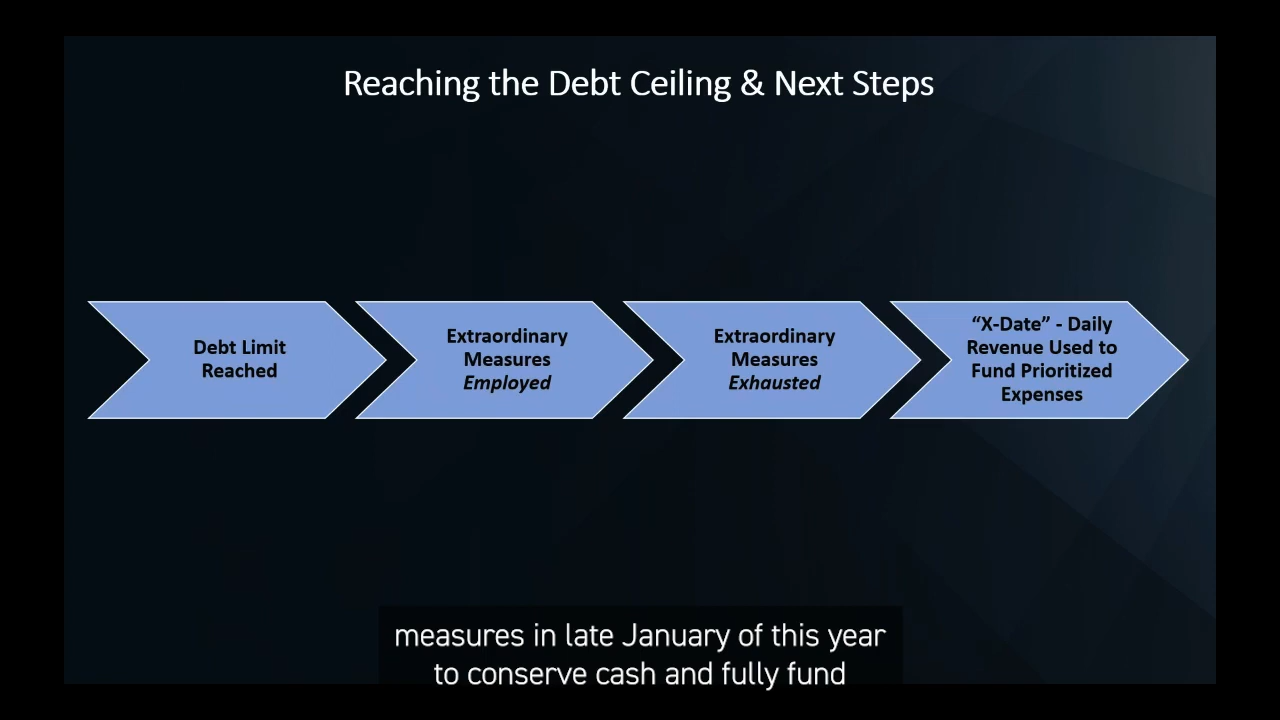 Reaching the Debt Ceiling & Next Steps
Debt Limit
Reached
Extraordinary
Measures
Employed
Extraordinary
Measures
Exhausted
“X-Date” - Daily
Revenue Used to
Fund Prioritized
Expenses
measures in late January of this year
to conserve cash and fully fund